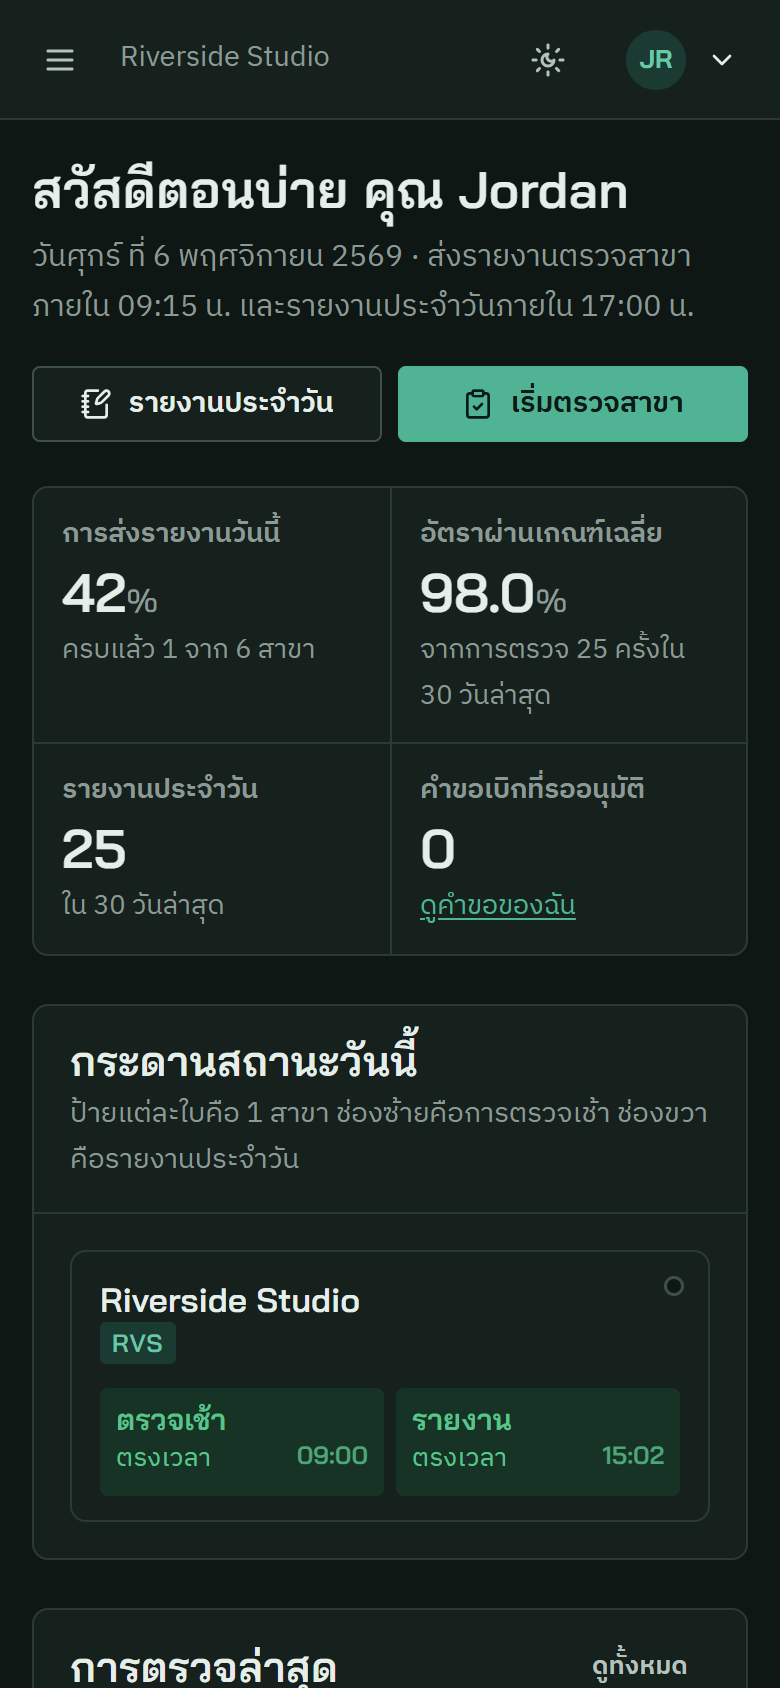 Riverside Studio
JR
สวัสดีตอนบ่าย คุณ Jordan
วันศุกร์ ที่ 6 พฤศจิกายน 2569 · ส่งรายงานตรวจสาขา
ภายใน 09:15 น. และรายงานประจำวันภายใน 17:00 น.
รายงานประจำวัน
เริ่มตรวจสาขา
การส่งรายงานวันนี้
42%
ครบแล้ว 1 จาก 6 สาขา
อัตราผ่านเกณฑ์เฉลี่ย
98.0%
จากการตรวจ 25 ครั้งใน
30 วันล่าสุด
รายงานประจำวัน
25
ใน 30 วันล่าสุด
คำขอเบิกที่รออนุมัติ
0
ดูคำขอของฉัน
กระดานสถานะวันนี้
ป้ายแต่ละใบคือ 1 สาขา ช่องซ้ายคือการตรวจเช้า ช่องขวา
คือรายงานประจำวัน
Riverside Studio
RVS
ตรวจเช้า
ตรงเวลา 09:00
รายงาน
ตรงเวลา 15:02
การตรวจล่าสุด
ดูทั้งหมด